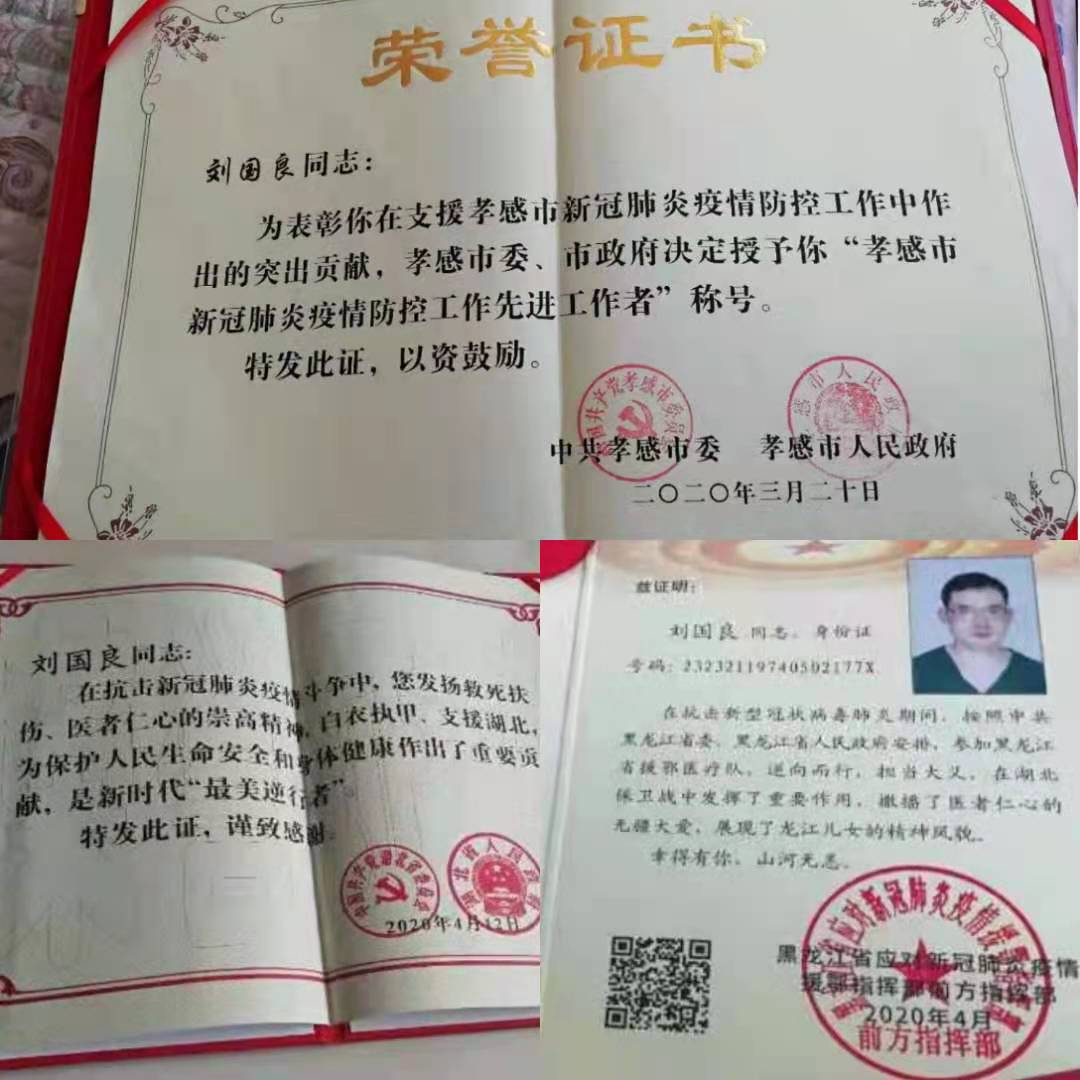 荣誉证书
刘国良同志：
为表彰你在支援孝感市新冠肺炎疫情防控工作中作
出的突出贡献，孝感市委、市政府决定授予你“孝感市
新冠肺炎疫情防控工作先进工作者”称号。
特发此证，以资鼓励。
中共孝感市委 孝感市人民政府
二〇二〇年三月二十日
刘国良同志：
在抗击新冠肺炎疫情斗争中，您发扬救死扶
伤、医者仁心的崇高精神，白衣执甲、支援湖北，
为保护人民生命安全和身体健康作出了重要贡
献，是新时代“最美逆行者”。
特发此证，谨致感谢
2020年4月12日
兹证明：
刘国良 同志，身份证
号码：23232119740502177X
在抗击新型冠状病毒肺炎期间，按照中共
黑龙江省委、黑龙江省人民政府安排，参加黑龙江
省援鄂医疗队，逆向而行，担当大义，在湖北
保卫战中发挥了重要作用，撒播了医者仁心的
无疆大爱，展现了龙江儿女的精神风貌。
幸得有你，山河无恙。
黑龙江省应对新冠肺炎疫情
援鄂指挥部前方指挥部
2020年4月
前方指挥部